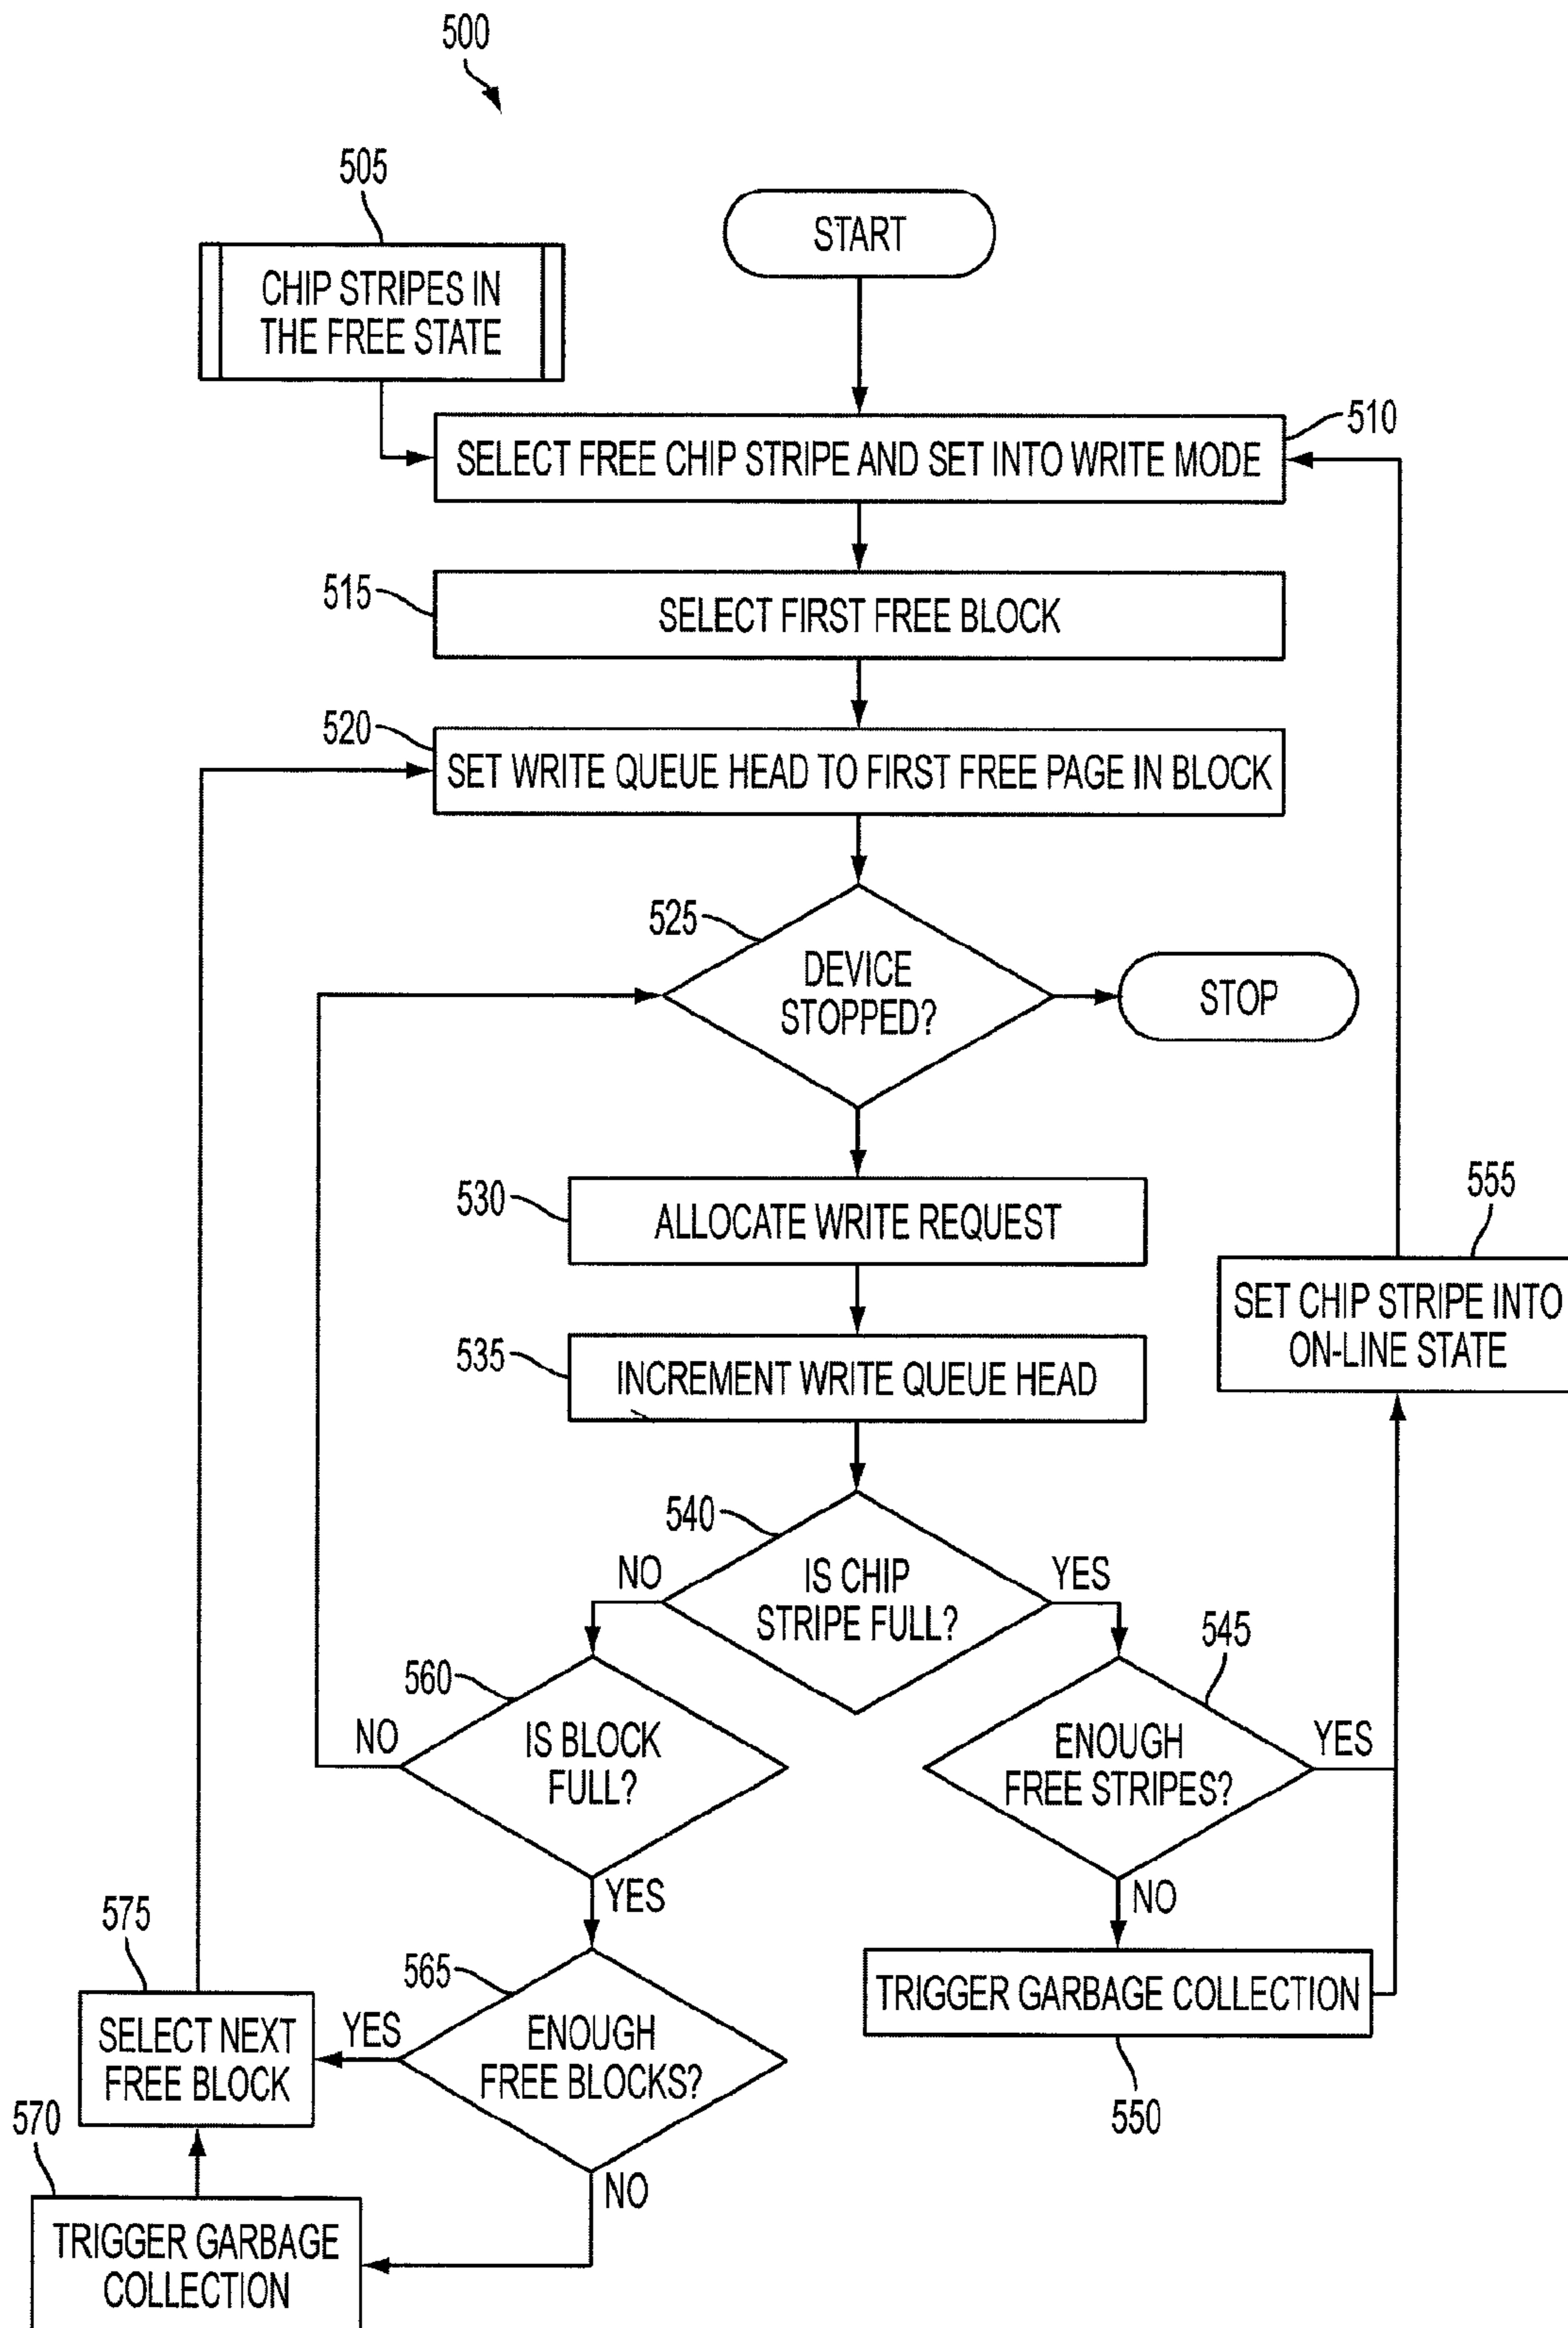 500
505
START
CHIP STRIPES IN
THE FREE STATE
510
SELECT FREE CHIP STRIPE AND SET INTO WRITE MODE
515
SELECT FIRST FREE BLOCK
520
SET WRITE QUEUE HEAD TO FIRST FREE PAGE IN BLOCK
525
DEVICE
STOPPED?
STOP
530
ALLOCATE WRITE REQUEST
555
SET CHIP STRIPE INTO
ON-LINE STATE
535
INCREMENT WRITE QUEUE HEAD
540
NO
IS CHIP
STRIPE FULL?
YES
545
560
NO
IS BLOCK
FULL?
ENOUGH
FREE STRIPES?
YES
YES
NO
575
565
TRIGGER GARBAGE COLLECTION
550
SELECT NEXT
FREE BLOCK
YES
ENOUGH
FREE BLOCKS?
570
NO
TRIGGER GARBAGE
COLLECTION